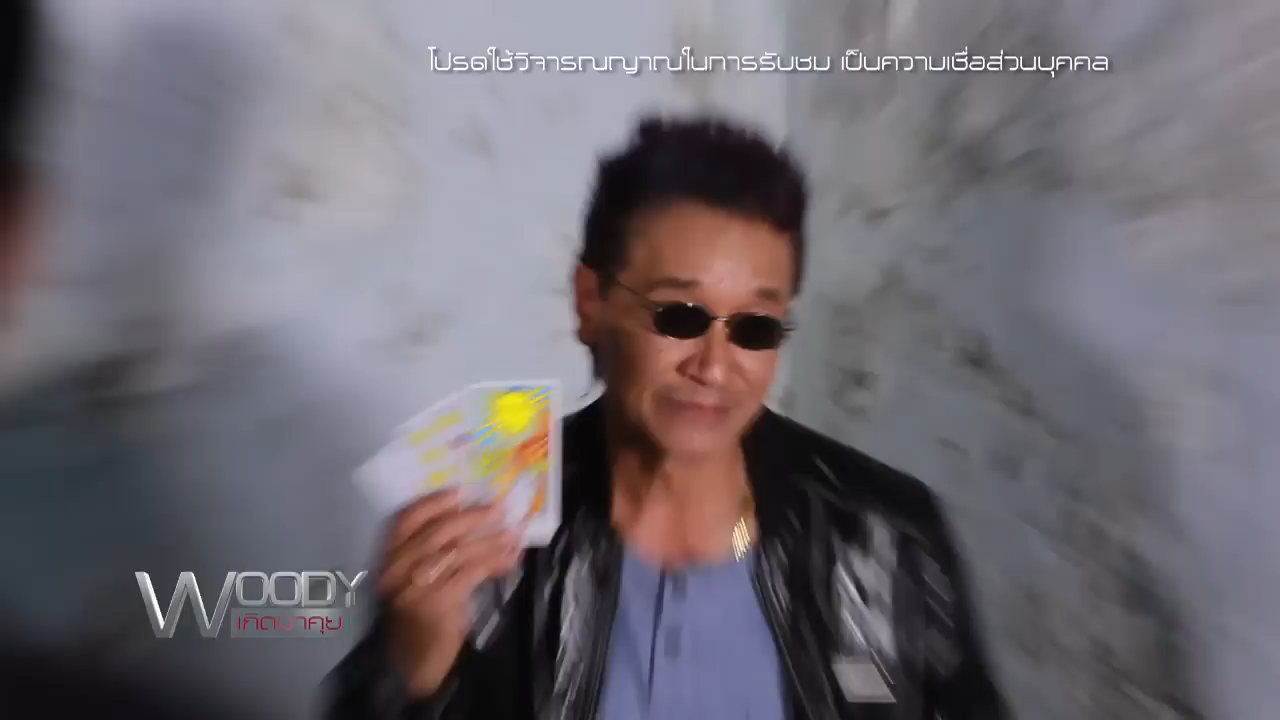 โปรดใช้วิจารณญาณในการรับชม เป็นความเชื่อส่วนบุคคล
WOODY
เกิดมาคุย